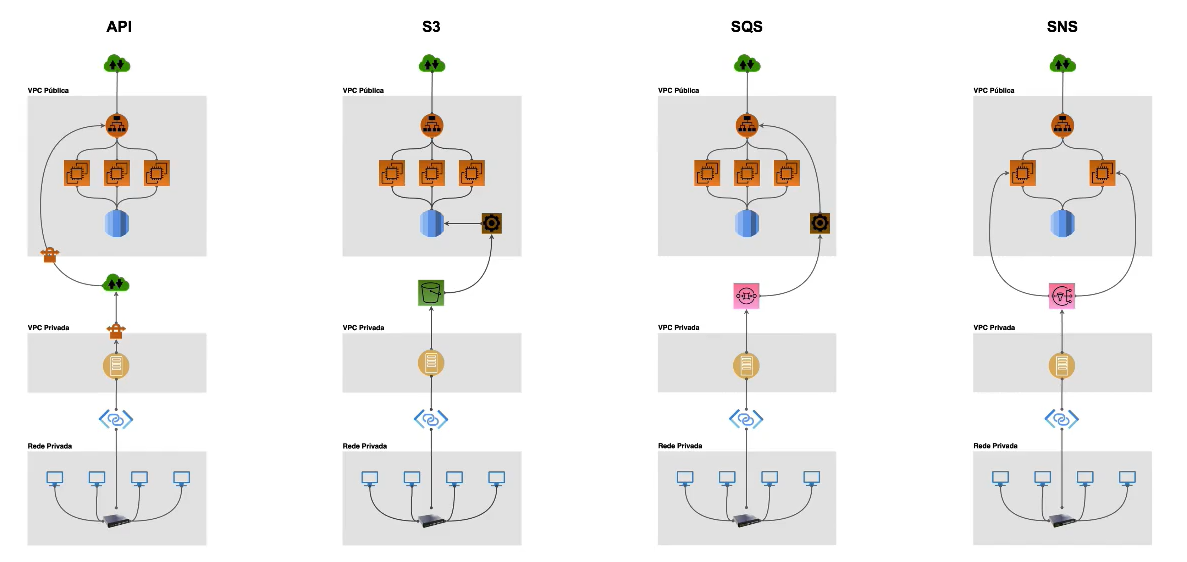 API
S3
SQS
SNS
VPC Pública
VPC Pública
VPC Pública
VPC Pública
VPC Privada
VPC Privada
VPC Privada
VPC Privada
Rede Privada
Rede Privada
Rede Privada
Rede Privada